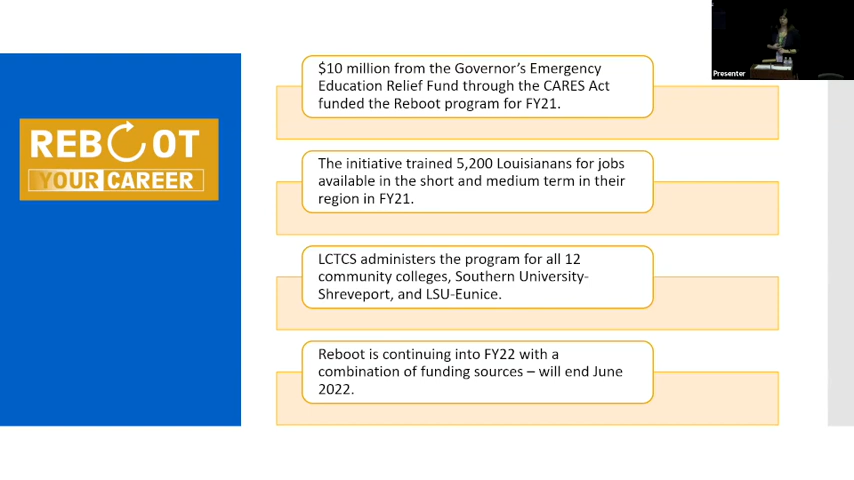 Presenter
REBOOT
YOUR CAREER
$10 million from the Governor’s Emergency
Education Relief Fund through the CARES Act
funded the Reboot program for FY21.
The initiative trained 5,200 Louisianans for jobs
available in the short and medium term in their
region in FY21.
LCTCS administers the program for all 12
community colleges, Southern University-
Shreveport, and LSU-Eunice.
Reboot is continuing into FY22 with a
combination of funding sources – will end June
2022.